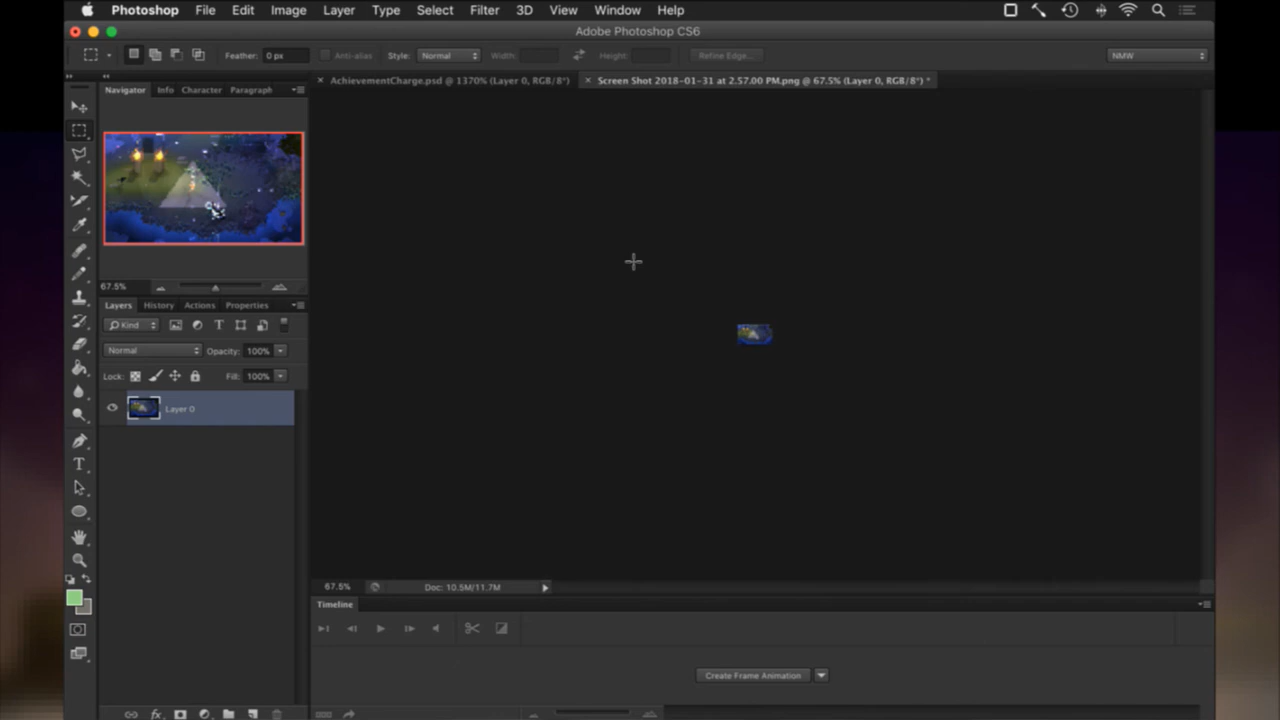 Photoshop File Edit Image Layer Type Select Filter 3D View Window Help
Adobe Photoshop CS6
Feather: 0 px Anti-alias Style: Normal Width: Height: Refine Edge... NMW
AchievementCharge.psd @ 1370% (Layer 0, RGB/8*) Screen Shot 2018-01-31 at 2.57.00 PM.png @ 67.5% (Layer 0, RGB/8*) *
Navigator Info Character Paragraph
67.5%
Layers History Actions Properties
Kind
Normal Opacity: 100%
Lock: Fill: 100%
Layer 0
67.5% Doc: 10.5M/11.7M
Timeline
Create Frame Animation